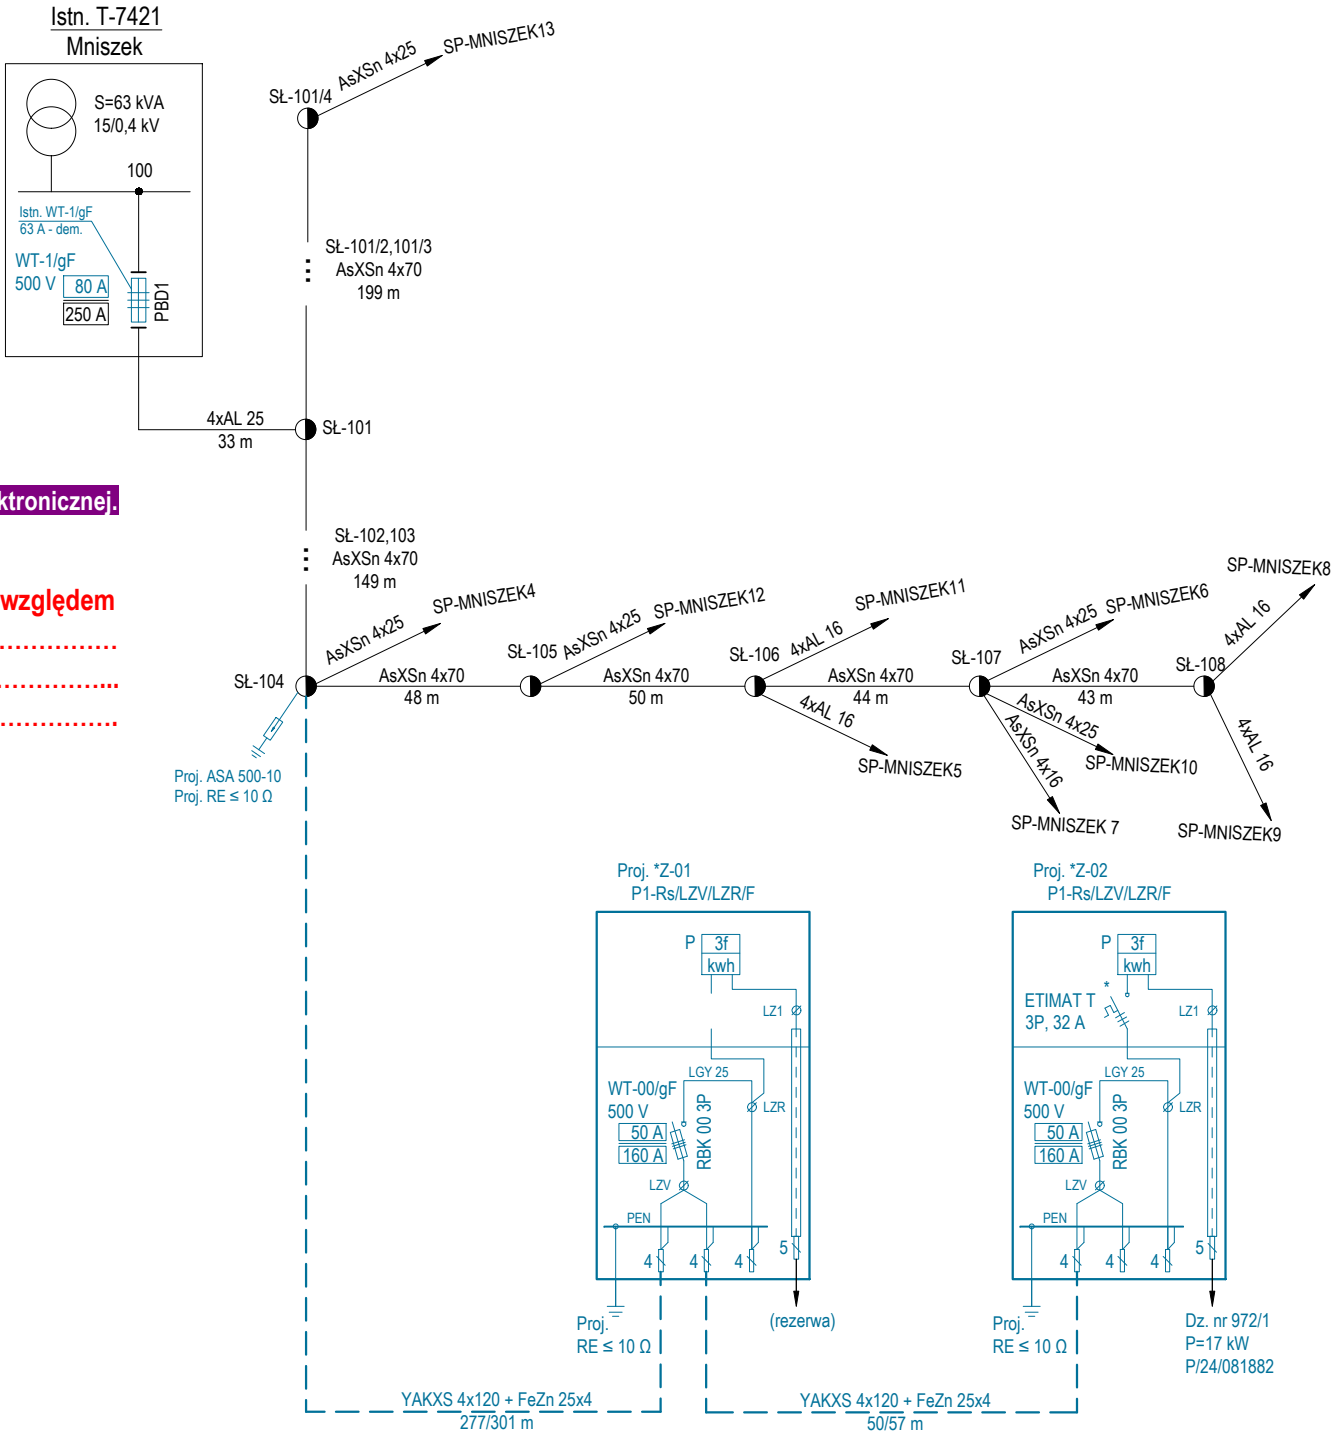 Istn. T-7421
Mniszek
S=63 kVA
15/0,4 kV
100
Istn. WT-1/gF
63 A - dem.
WT-1/gF
500 V
80 A
250 A
PBD1
4xAL 25
33 m
SŁ-101/4
AsXSn 4x25
SP-MNISZEK13
SŁ-101/2,101/3
AsXSn 4x70
199 m
SŁ-101
SŁ-102,103
AsXSn 4x70
149 m
ktronicznej.
względem
SŁ-104
AsXSn 4x25
SP-MNISZEK4
AsXSn 4x70
48 m
SŁ-105
AsXSn 4x25
SP-MNISZEK12
AsXSn 4x70
50 m
SŁ-106
4xAL 16
SP-MNISZEK11
4xAL 16
SP-MNISZEK5
AsXSn 4x70
44 m
SŁ-107
AsXSn 4x25
SP-MNISZEK6
AsXSn 4x25
SP-MNISZEK10
AsXSn 4x16
SP-MNISZEK 7
AsXSn 4x70
43 m
SŁ-108
4xAL 16
SP-MNISZEK8
4xAL 16
SP-MNISZEK9
Proj. ASA 500-10
Proj. RE ≤ 10 Ω
Proj. *Z-01
P1-Rs/LZV/LZR/F
P
3f
kwh
LZ1
LGY 25
WT-00/gF
500 V
50 A
160 A
RBK 00 3P
LZR
LZV
PEN
4
4
4
5
Proj.
RE ≤ 10 Ω
(rezerwa)
Proj. *Z-02
P1-Rs/LZV/LZR/F
P
3f
kwh
*
ETIMAT T
3P, 32 A
LZ1
LGY 25
WT-00/gF
500 V
50 A
160 A
RBK 00 3P
LZR
LZV
PEN
4
4
4
5
Proj.
RE ≤ 10 Ω
Dz. nr 972/1
P=17 kW
P/24/081882
YAKXS 4x120 + FeZn 25x4
277/301 m
YAKXS 4x120 + FeZn 25x4
50/57 m